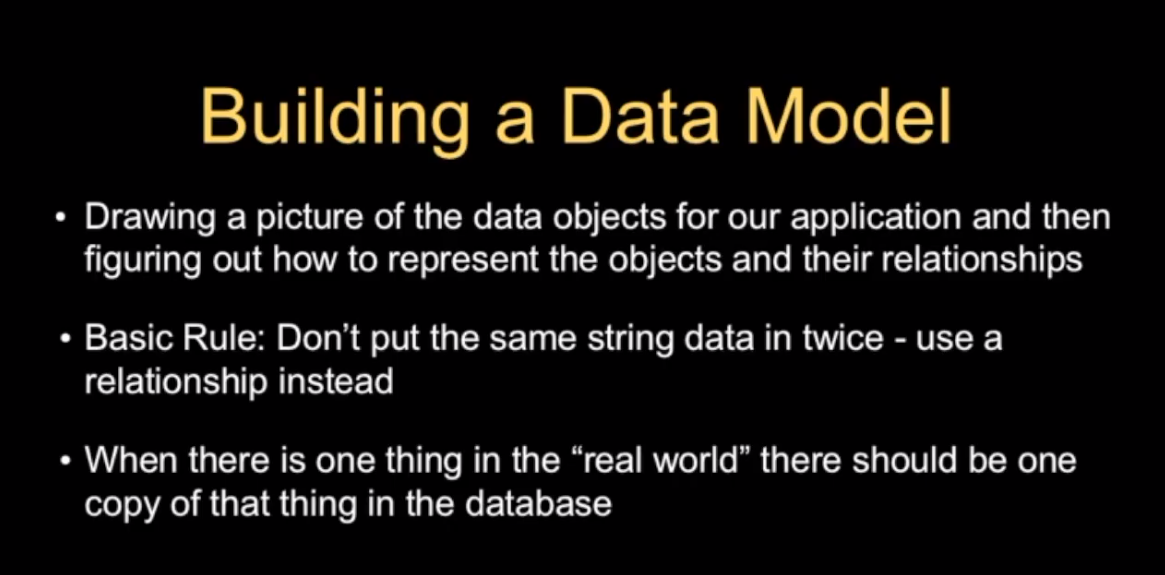 Building a Data Model
• Drawing a picture of the data objects for our application and then
figuring out how to represent the objects and their relationships
• Basic Rule: Don’t put the same string data in twice - use a
relationship instead
• When there is one thing in the “real world” there should be one
copy of that thing in the database